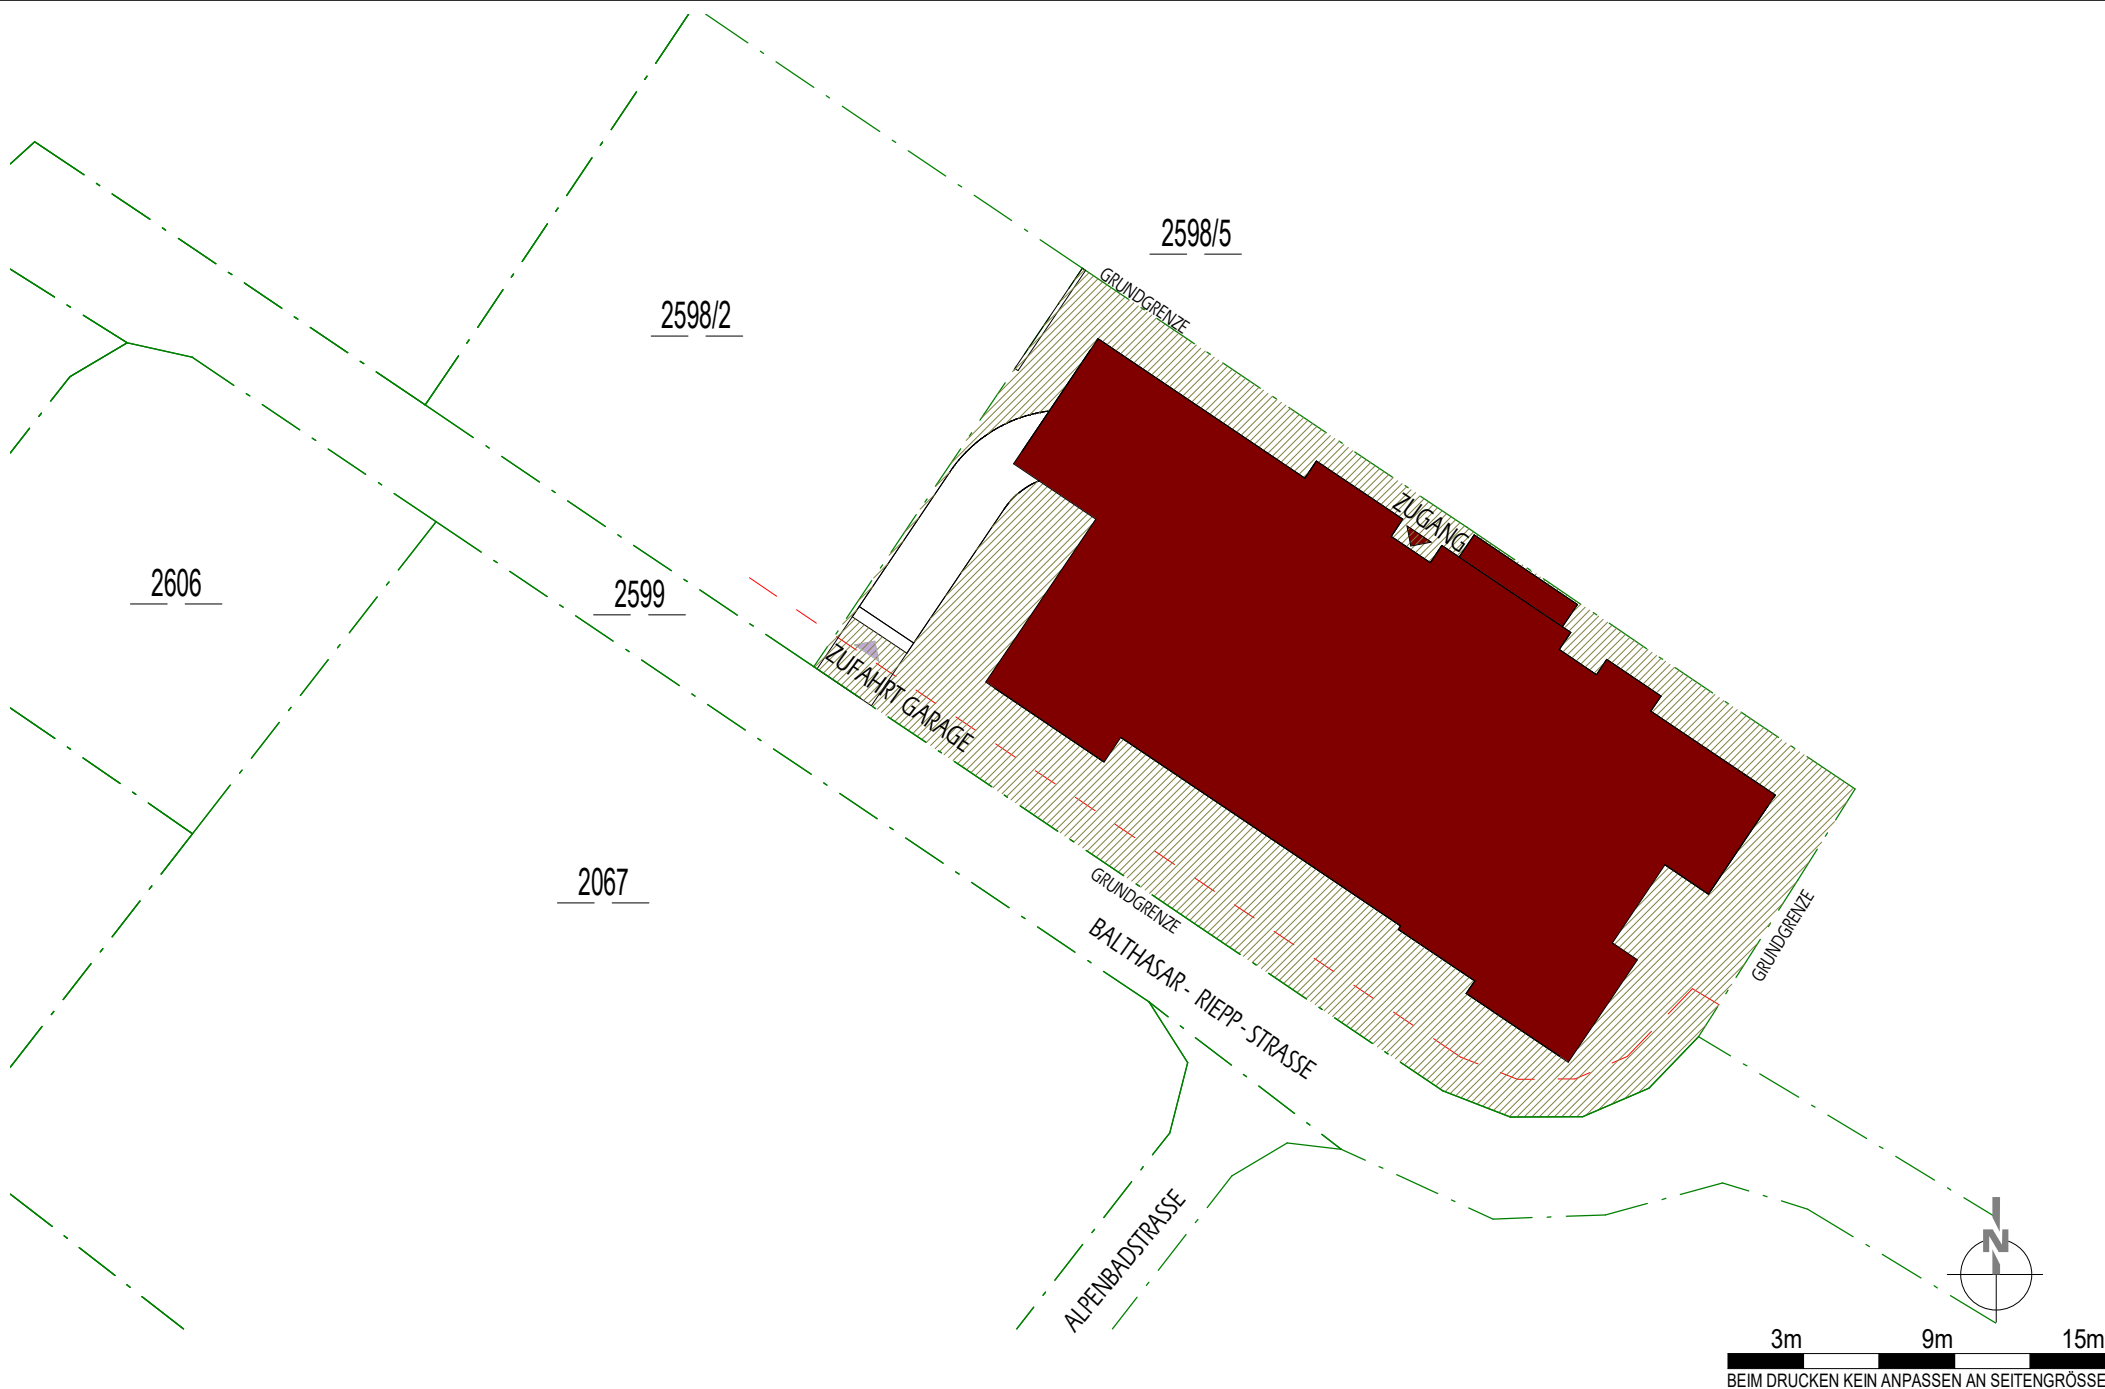 2598/5
GRUNDGRENZE
2598/2
ZUGANG
2606
2599
ZUFAHRT GARAGE
2067
GRUNDGRENZE
BALTHASAR - RIEPP - STRASSE
GRUNDGRENZE
ALPENBADSTRASSE
N
3m 9m 15m
BEIM DRUCKEN KEIN ANPASSEN AN SEITENGRÖSSE